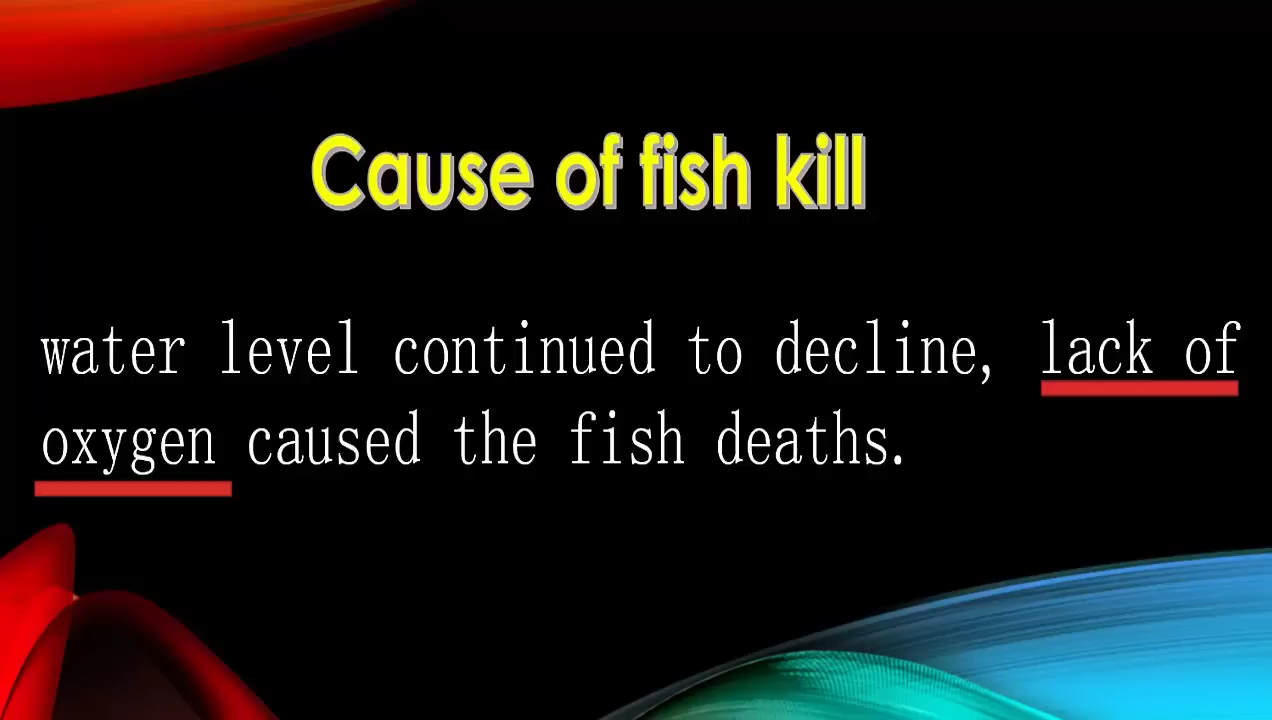 Cause of fish kill
water level continued to decline, lack of
oxygen caused the fish deaths.